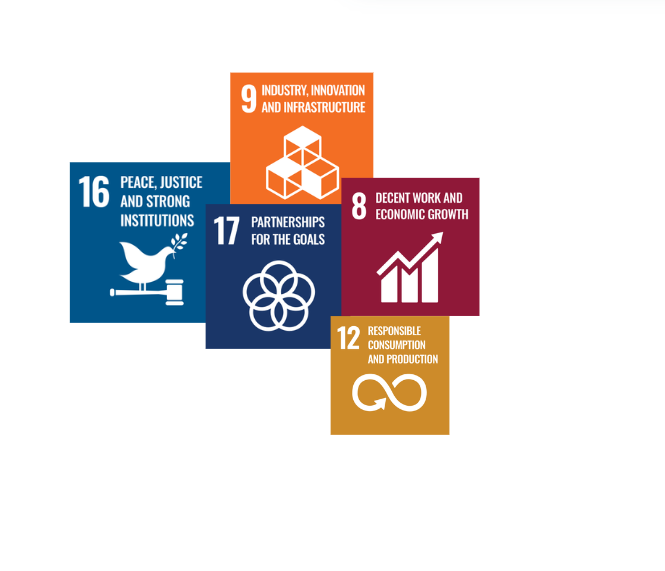 9 INDUSTRY, INNOVATION
AND INFRASTRUCTURE
16 PEACE, JUSTICE
AND STRONG
INSTITUTIONS
17 PARTNERSHIPS
FOR THE GOALS
8 DECENT WORK AND
ECONOMIC GROWTH
12 RESPONSIBLE
CONSUMPTION
AND PRODUCTION